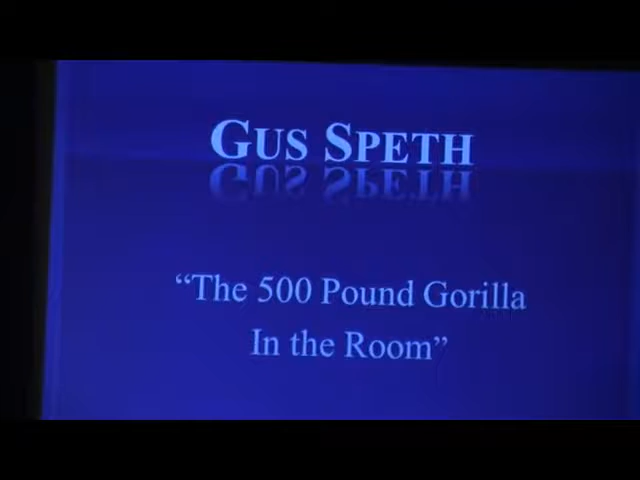 GUS SPETH
“The 500 Pound Gorilla
In the Room”